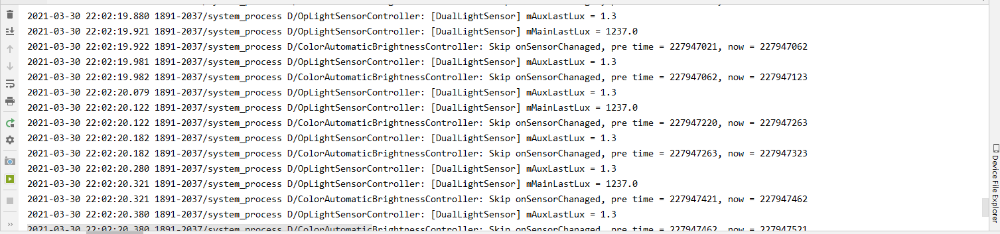 2021-03-30 22:02:19.880 1891-2037/system_process D/OpLightSensorController: [DualLightSensor] mAuxLastLux = 1.3
2021-03-30 22:02:19.921 1891-2037/system_process D/OpLightSensorController: [DualLightSensor] mMainLastLux = 1237.0
2021-03-30 22:02:19.922 1891-2037/system_process D/ColorAutomaticBrightnessController: Skip onSensorChanaged, pre time = 227947021, now = 227947062
2021-03-30 22:02:19.981 1891-2037/system_process D/OpLightSensorController: [DualLightSensor] mAuxLastLux = 1.3
2021-03-30 22:02:19.982 1891-2037/system_process D/ColorAutomaticBrightnessController: Skip onSensorChanaged, pre time = 227947062, now = 227947123
2021-03-30 22:02:20.079 1891-2037/system_process D/OpLightSensorController: [DualLightSensor] mAuxLastLux = 1.3
2021-03-30 22:02:20.122 1891-2037/system_process D/OpLightSensorController: [DualLightSensor] mMainLastLux = 1237.0
2021-03-30 22:02:20.122 1891-2037/system_process D/ColorAutomaticBrightnessController: Skip onSensorChanaged, pre time = 227947220, now = 227947263
2021-03-30 22:02:20.182 1891-2037/system_process D/OpLightSensorController: [DualLightSensor] mAuxLastLux = 1.3
2021-03-30 22:02:20.182 1891-2037/system_process D/ColorAutomaticBrightnessController: Skip onSensorChanaged, pre time = 227947263, now = 227947323
2021-03-30 22:02:20.280 1891-2037/system_process D/OpLightSensorController: [DualLightSensor] mAuxLastLux = 1.3
2021-03-30 22:02:20.321 1891-2037/system_process D/OpLightSensorController: [DualLightSensor] mMainLastLux = 1237.0
2021-03-30 22:02:20.321 1891-2037/system_process D/ColorAutomaticBrightnessController: Skip onSensorChanaged, pre time = 227947421, now = 227947462
2021-03-30 22:02:20.380 1891-2037/system_process D/OpLightSensorController: [DualLightSensor] mAuxLastLux = 1.3
2021-03-30 22:02:20.380 1891-2037/system_process D/ColorAutomaticBrightnessController: Skip onSensorChanaged, pre time = 227947462, now = 227947521
Device File Explorer